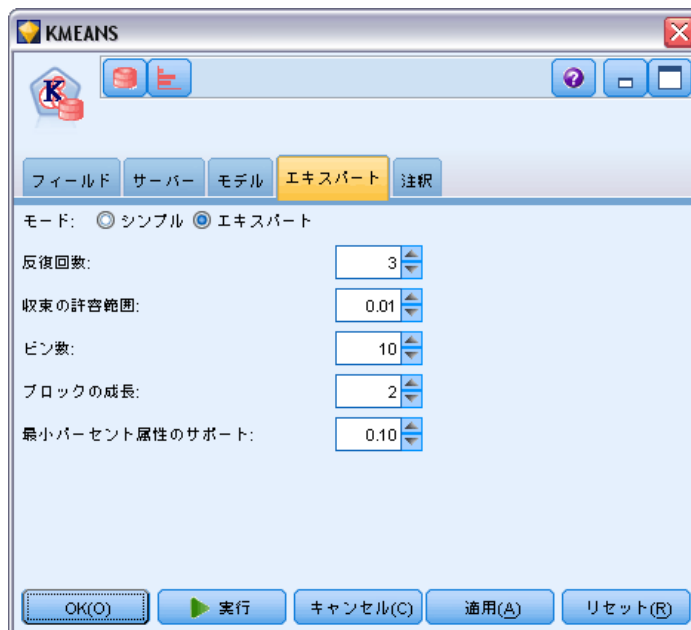 KMEANS
フィールド サーバー モデル エキスパート 注釈
モード: シンプル エキスパート
反復回数: 3
収束の許容範囲: 0.01
ビン数: 10
ブロックの成長: 2
最小パーセント属性のサポート: 0.10
OK(O) 実行 キャンセル(C) 適用(A) リセット(R)